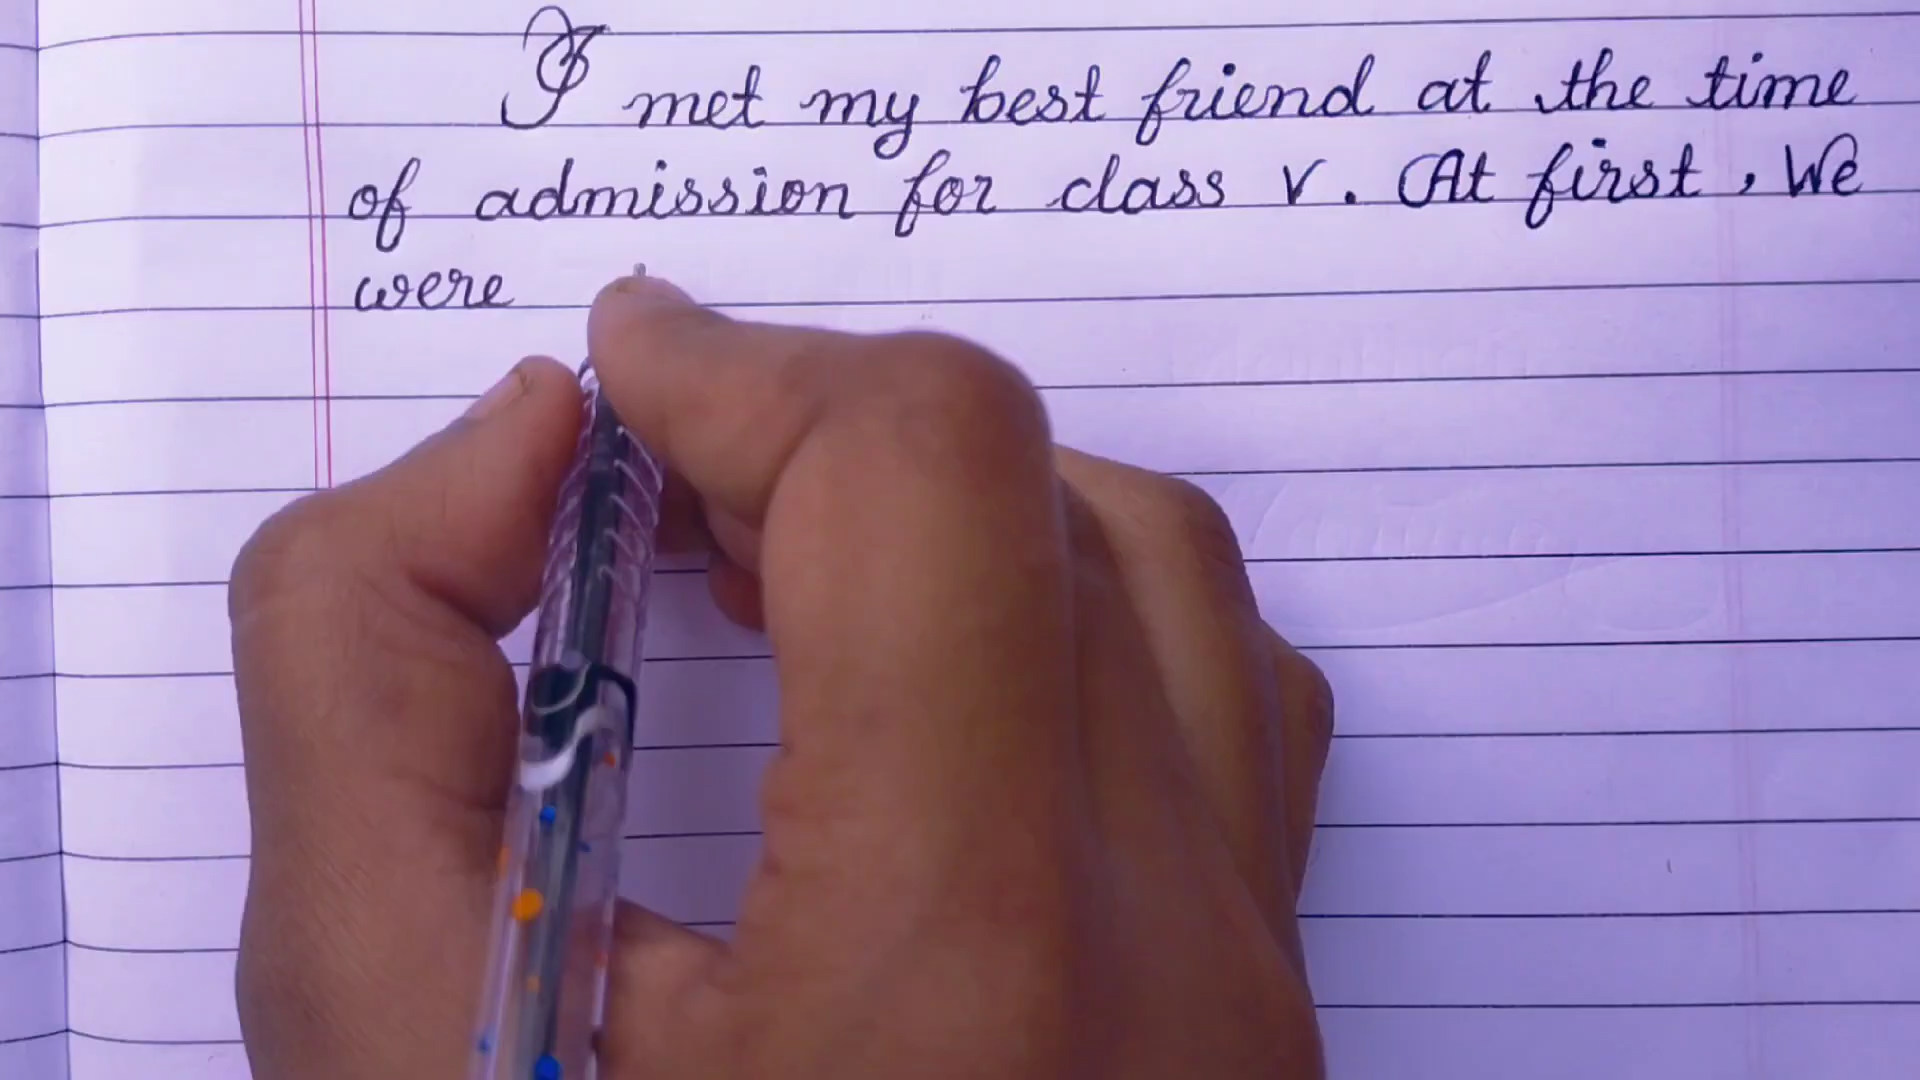 I met my best friend at the time
of admission for class V. At first, We
were